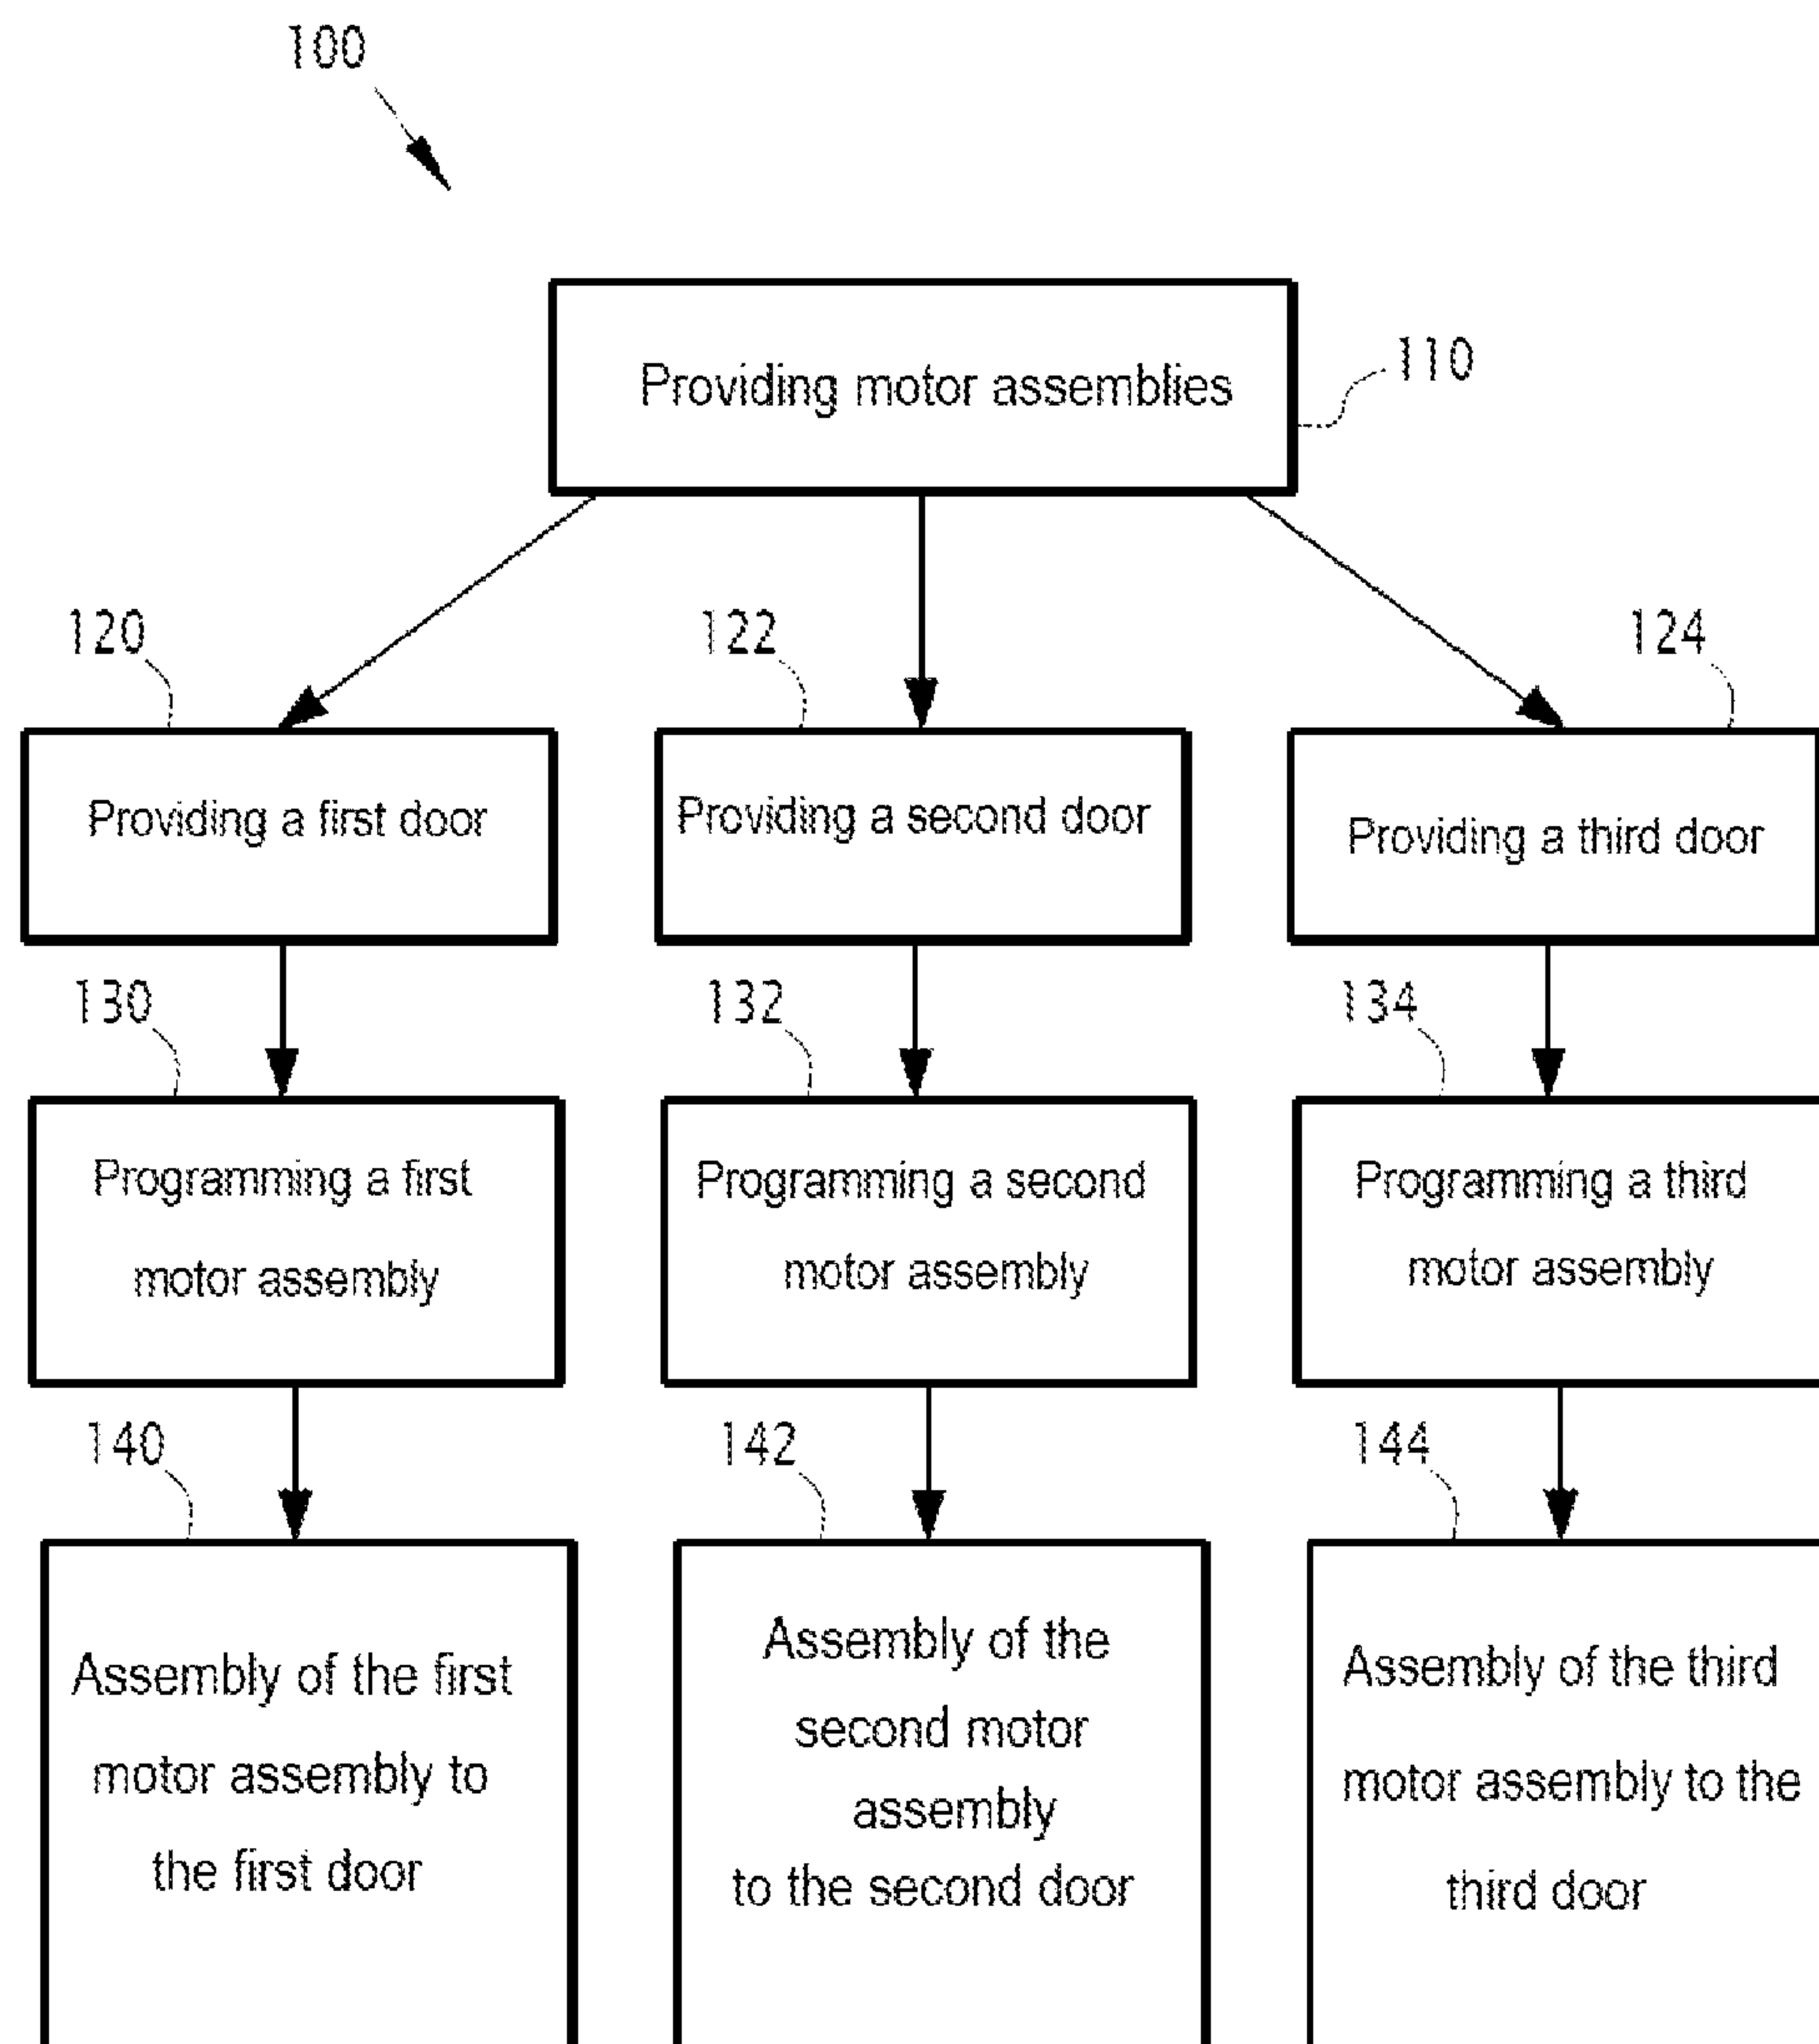 100
Providing motor assemblies
110
120
122
124
Providing a first door
Providing a second door
Providing a third door
130
132
134
Programming a first
motor assembly
Programming a second
motor assembly
Programming a third
motor assembly
140
142
144
Assembly of the first
motor assembly to
the first door
Assembly of the
second motor
assembly
to the second door
Assembly of the third
motor assembly to the
third door